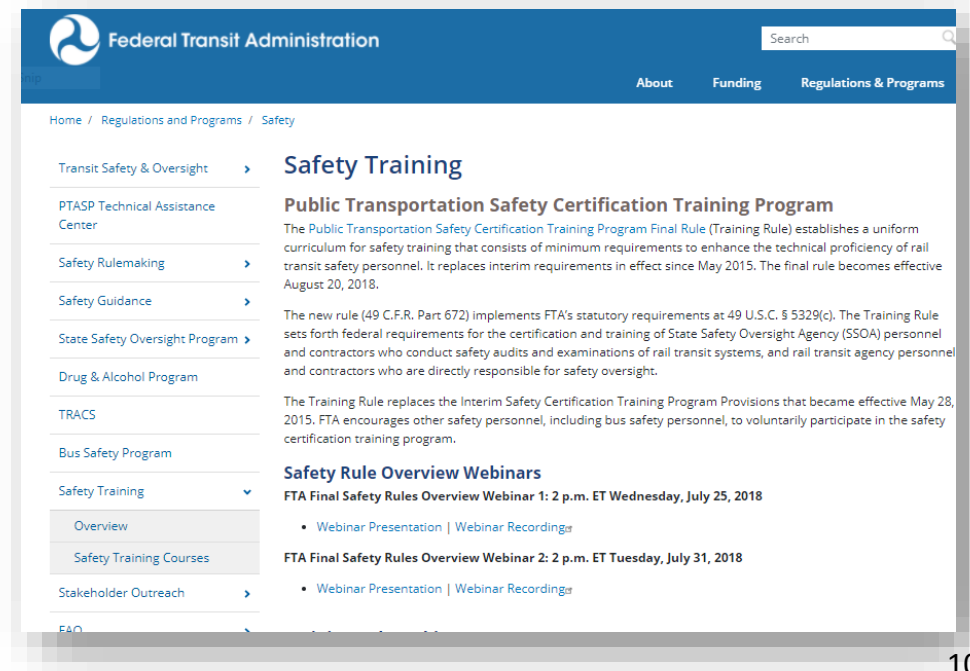 Federal Transit Administration
Search
About Funding Regulations & Programs
Home / Regulations and Programs / Safety
Transit Safety & Oversight
PTASP Technical Assistance
Center
Safety Rulemaking
Safety Guidance
State Safety Oversight Program
Drug & Alcohol Program
TRACS
Bus Safety Program
Safety Training
Overview
Safety Training Courses
Stakeholder Outreach
FAQ
Safety Training
Public Transportation Safety Certification Training Program
The Public Transportation Safety Certification Training Program Final Rule (Training Rule) establishes a uniform
curriculum for safety training that consists of minimum requirements to enhance the technical proficiency of rail
transit safety personnel. It replaces interim requirements in effect since May 2015. The final rule becomes effective
August 20, 2018.
The new rule (49 C.F.R. Part 672) implements FTA's statutory requirements at 49 U.S.C. § 5329(c). The Training Rule
sets forth federal requirements for the certification and training of State Safety Oversight Agency (SSOA) personnel
and contractors who conduct safety audits and examinations of rail transit systems, and rail transit agency personnel
and contractors who are directly responsible for safety oversight.
The Training Rule replaces the Interim Safety Certification Training Program Provisions that became effective May 28,
2015. FTA encourages other safety personnel, including bus safety personnel, to voluntarily participate in the safety
certification training program.
Safety Rule Overview Webinars
FTA Final Safety Rules Overview Webinar 1: 2 p.m. ET Wednesday, July 25, 2018
• Webinar Presentation | Webinar Recording
FTA Final Safety Rules Overview Webinar 2: 2 p.m. ET Tuesday, July 31, 2018
• Webinar Presentation | Webinar Recording
10